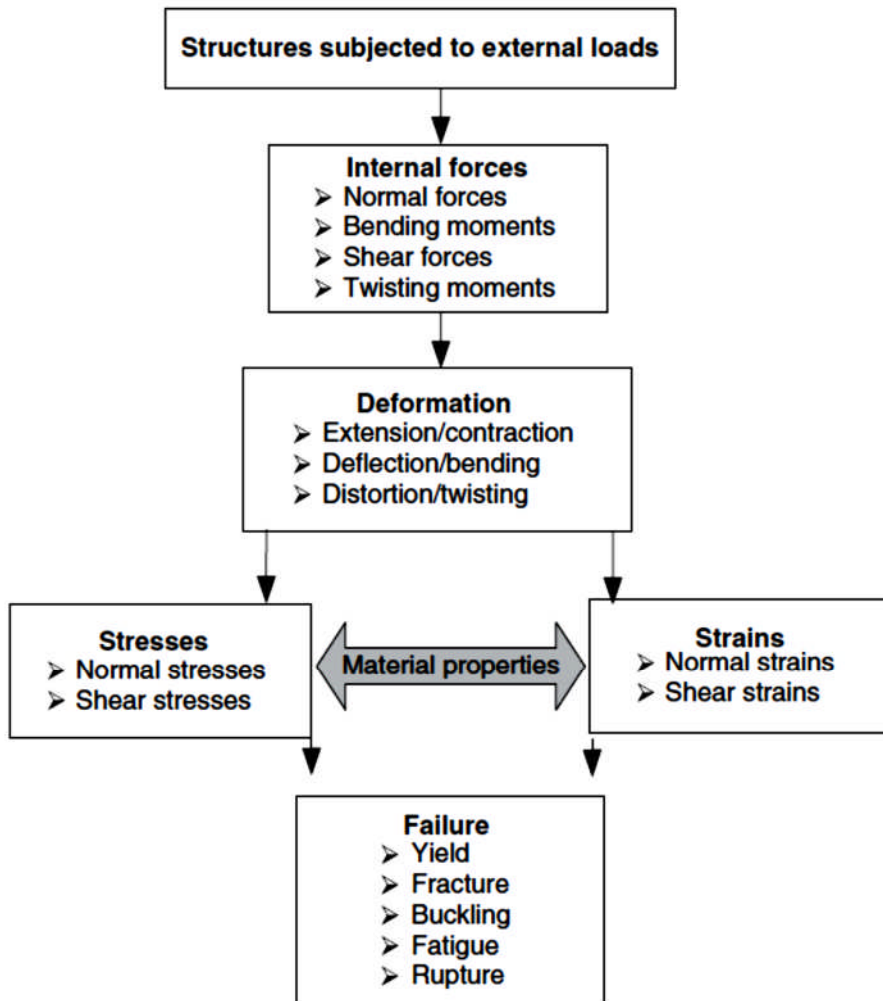 Structures subjected to external loads
Internal forces
➢ Normal forces
➢ Bending moments
➢ Shear forces
➢ Twisting moments
Deformation
➢ Extension/contraction
➢ Deflection/bending
➢ Distortion/twisting
Stresses
➢ Normal stresses
➢ Shear stresses
Material properties
Strains
➢ Normal strains
➢ Shear strains
Failure
➢ Yield
➢ Fracture
➢ Buckling
➢ Fatigue
➢ Rupture